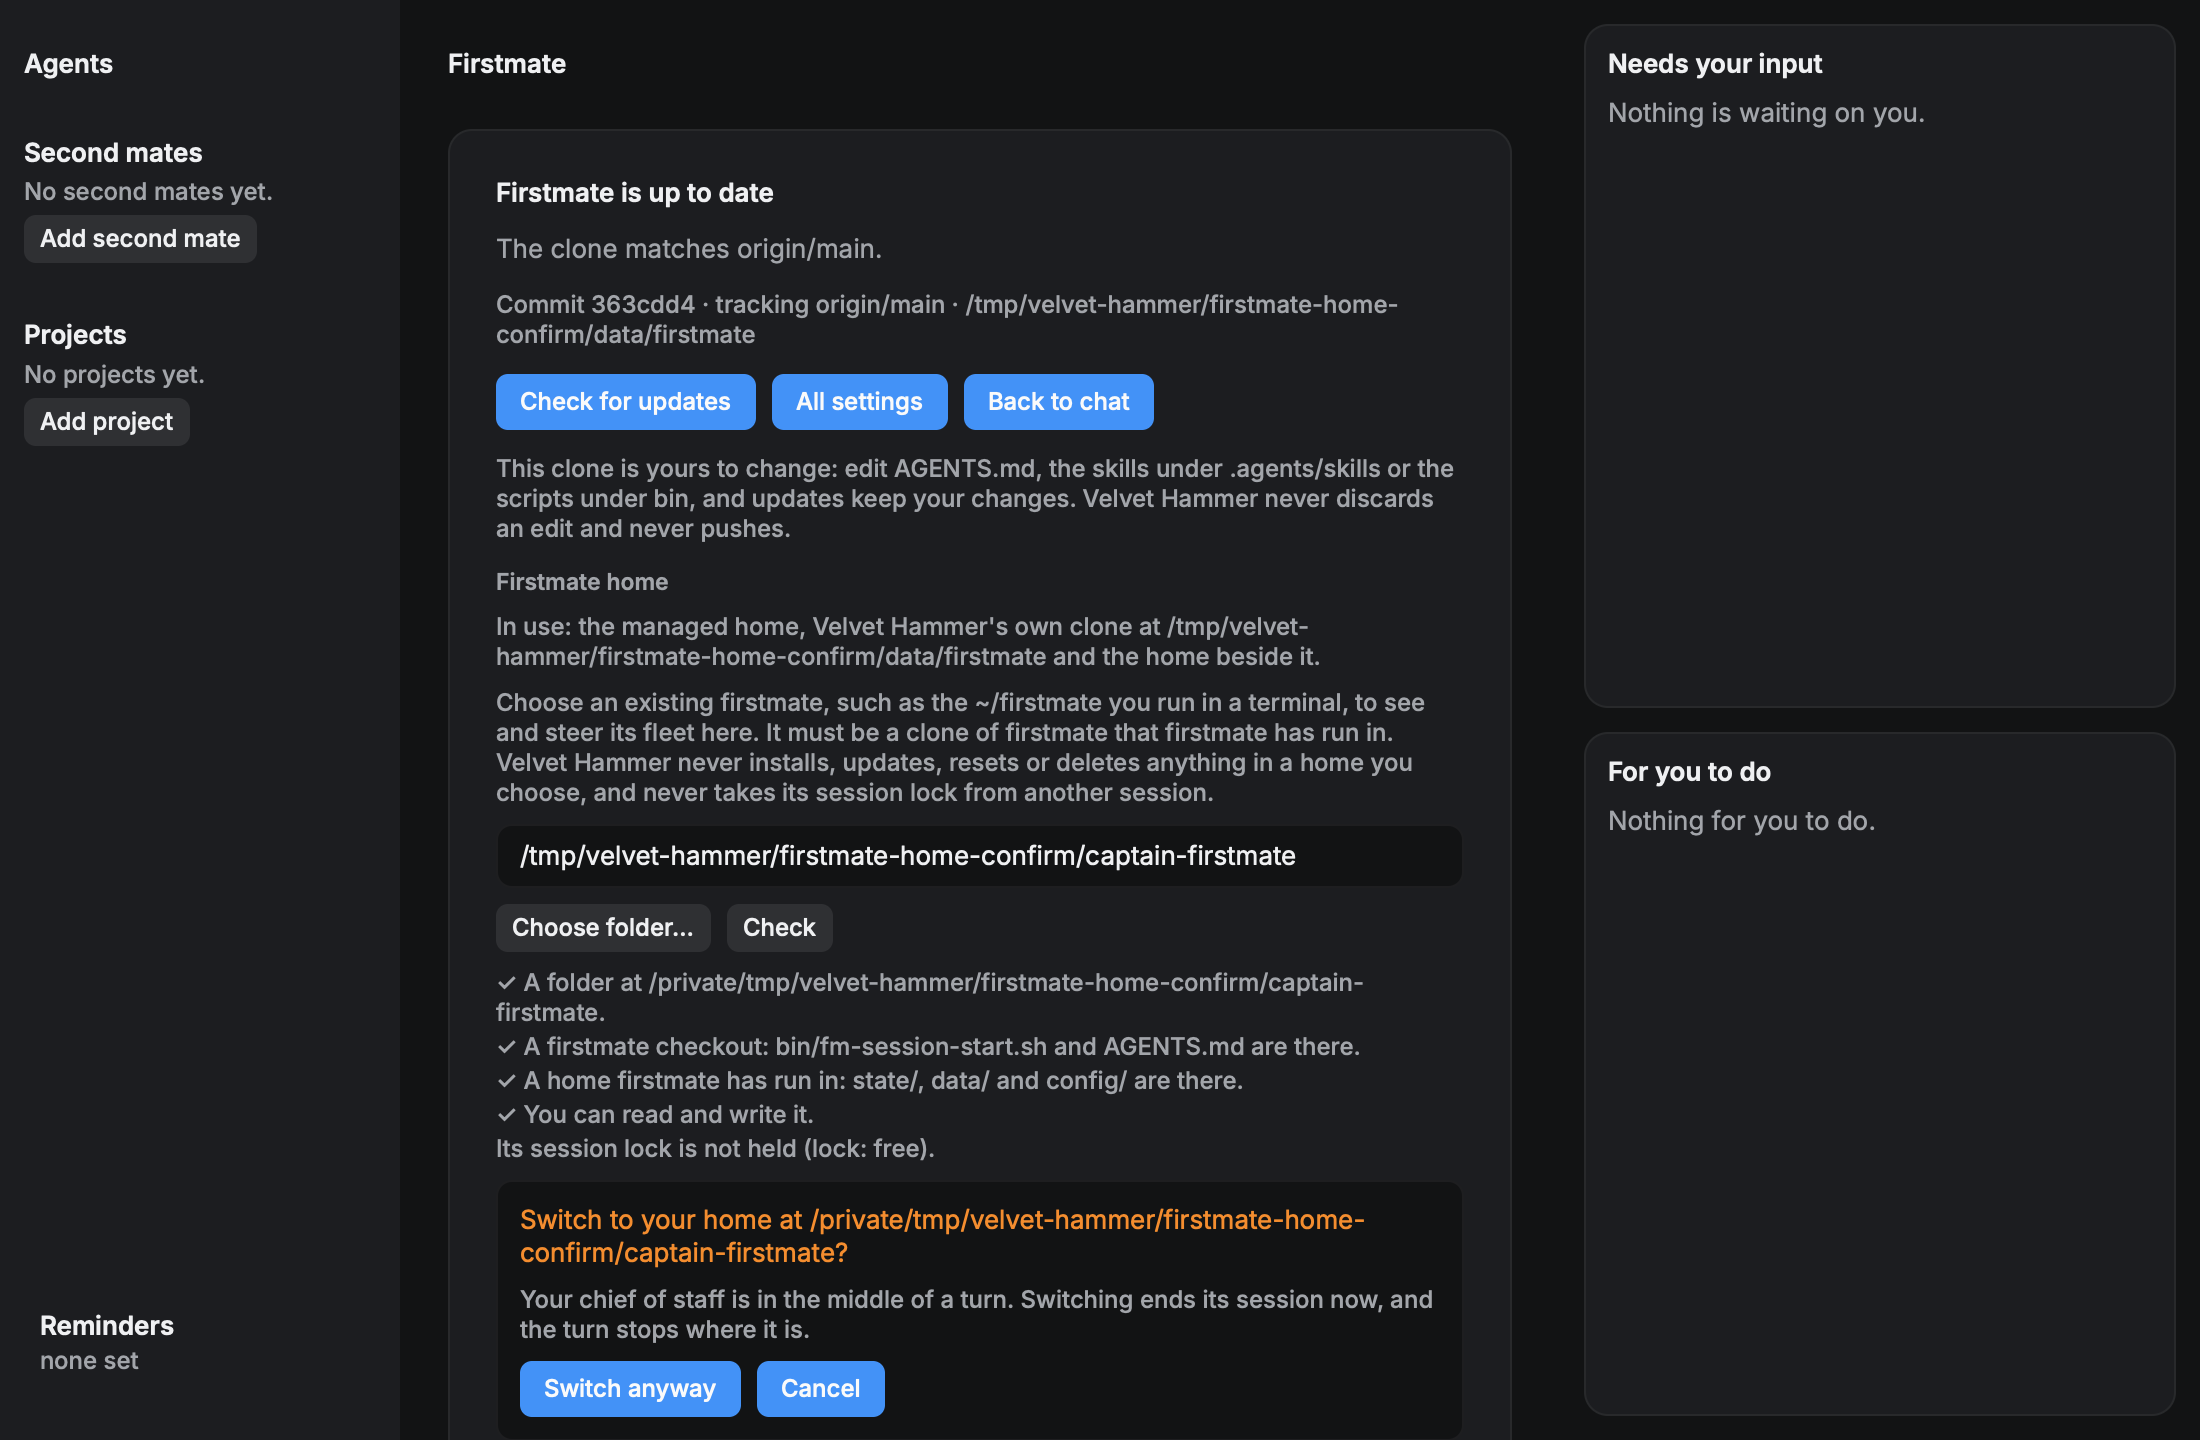 Agents
Second mates
No second mates yet.
Add second mate
Projects
No projects yet.
Add project
Reminders
none set
Firstmate
Firstmate is up to date
The clone matches origin/main.
Commit 363cdd4 · tracking origin/main · /tmp/velvet-hammer/firstmate-home-
confirm/data/firstmate
Check for updates
All settings
Back to chat
This clone is yours to change: edit AGENTS.md, the skills under .agents/skills or the
scripts under bin, and updates keep your changes. Velvet Hammer never discards
an edit and never pushes.
Firstmate home
In use: the managed home, Velvet Hammer's own clone at /tmp/velvet-
hammer/firstmate-home-confirm/data/firstmate and the home beside it.
Choose an existing firstmate, such as the ~/firstmate you run in a terminal, to see
and steer its fleet here. It must be a clone of firstmate that firstmate has run in.
Velvet Hammer never installs, updates, resets or deletes anything in a home you
choose, and never takes its session lock from another session.
/tmp/velvet-hammer/firstmate-home-confirm/captain-firstmate
Choose folder...
Check
✓ A folder at /private/tmp/velvet-hammer/firstmate-home-confirm/captain-
firstmate.
✓ A firstmate checkout: bin/fm-session-start.sh and AGENTS.md are there.
✓ A home firstmate has run in: state/, data/ and config/ are there.
✓ You can read and write it.
Its session lock is not held (lock: free).
Switch to your home at /private/tmp/velvet-hammer/firstmate-home-
confirm/captain-firstmate?
Your chief of staff is in the middle of a turn. Switching ends its session now, and
the turn stops where it is.
Switch anyway
Cancel
Needs your input
Nothing is waiting on you.
For you to do
Nothing for you to do.